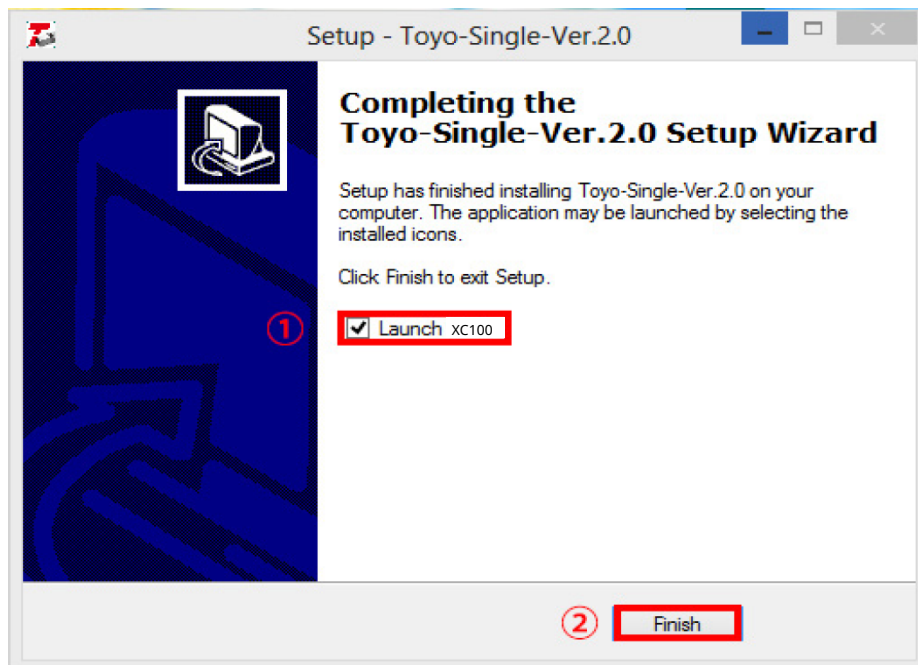 Setup - Toyo-Single-Ver.2.0
Completing the
Toyo-Single-Ver.2.0 Setup Wizard
Setup has finished installing Toyo-Single-Ver.2.0 on your
computer. The application may be launched by selecting the
installed icons.
Click Finish to exit Setup.
① Launch XC100
② Finish